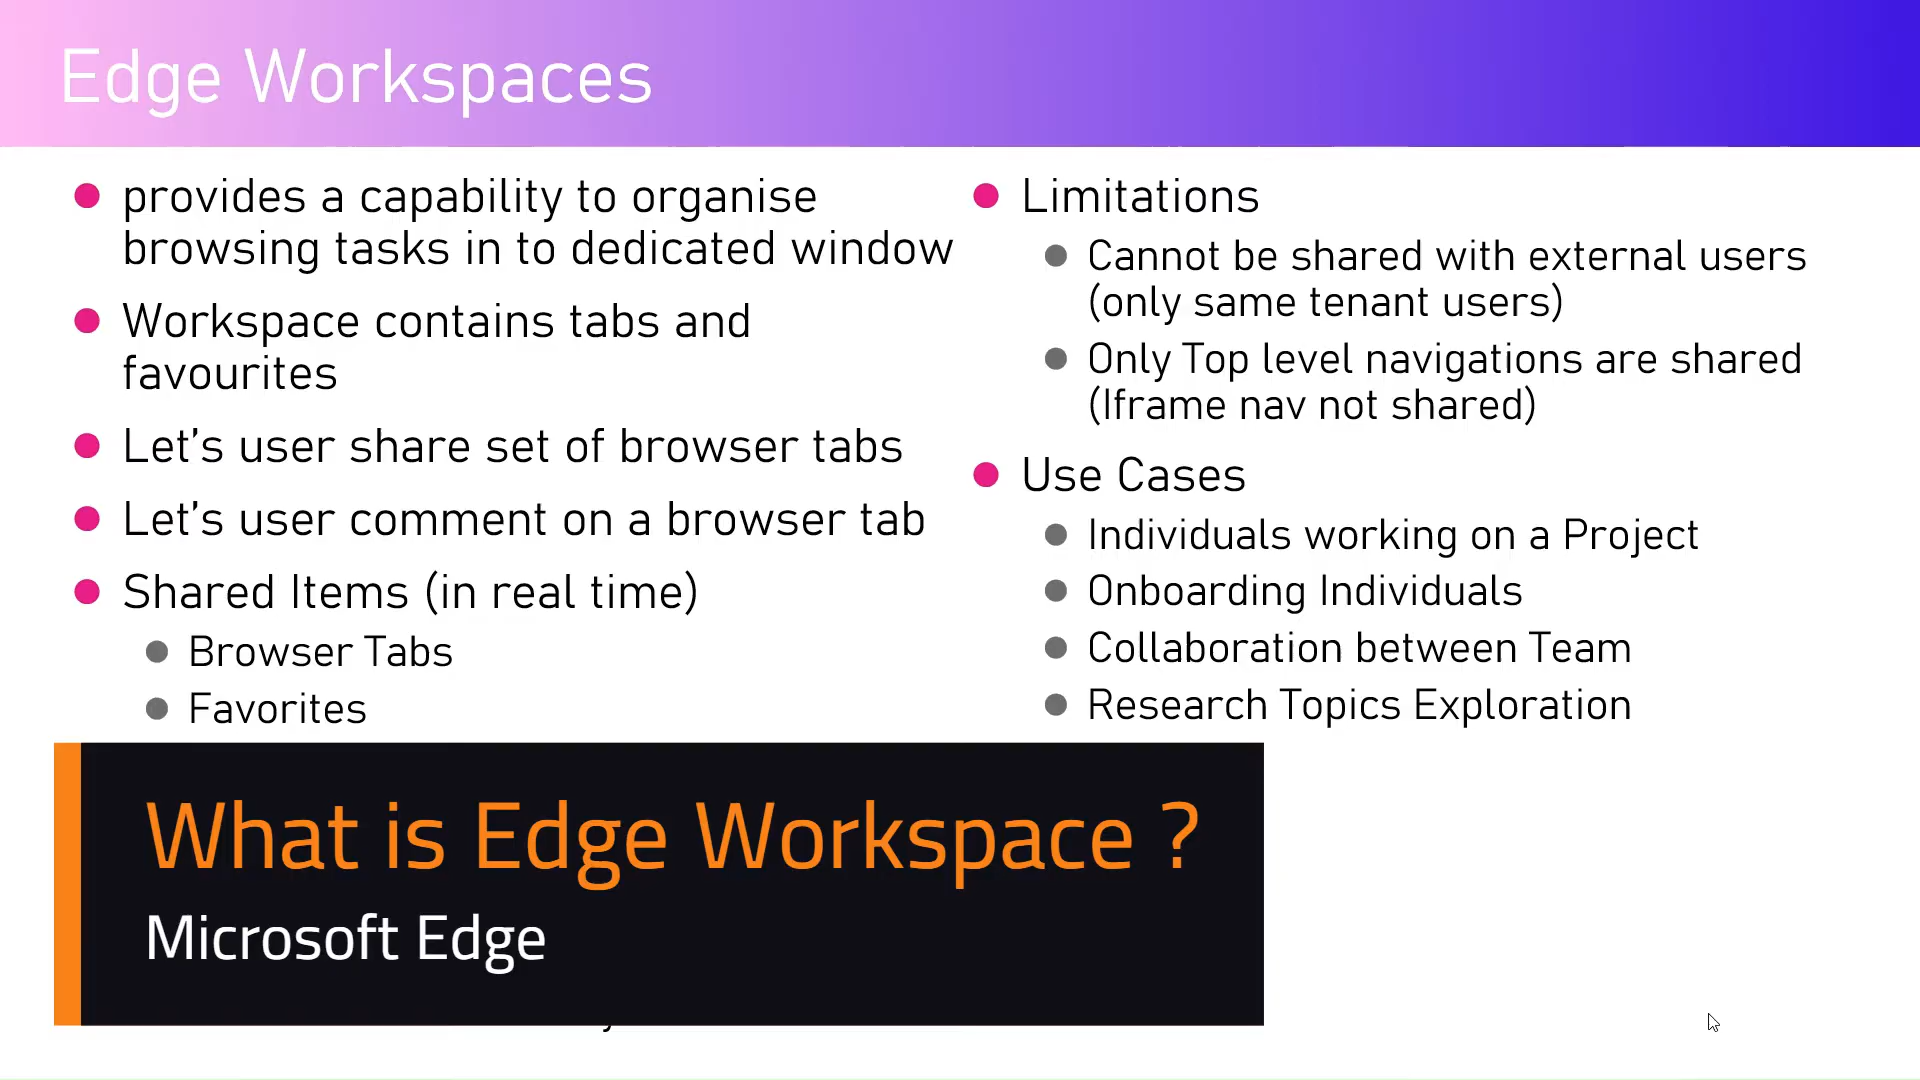 Edge Workspaces
provides a capability to organise
browsing tasks in to dedicated window
Workspace contains tabs and
favourites
Let's user share set of browser tabs
Let's user comment on a browser tab
Shared Items (in real time)
Browser Tabs
Favorites
Limitations
Cannot be shared with external users
(only same tenant users)
Only Top level navigations are shared
(Iframe nav not shared)
Use Cases
Individuals working on a Project
Onboarding Individuals
Collaboration between Team
Research Topics Exploration
What is Edge Workspace ?
Microsoft Edge